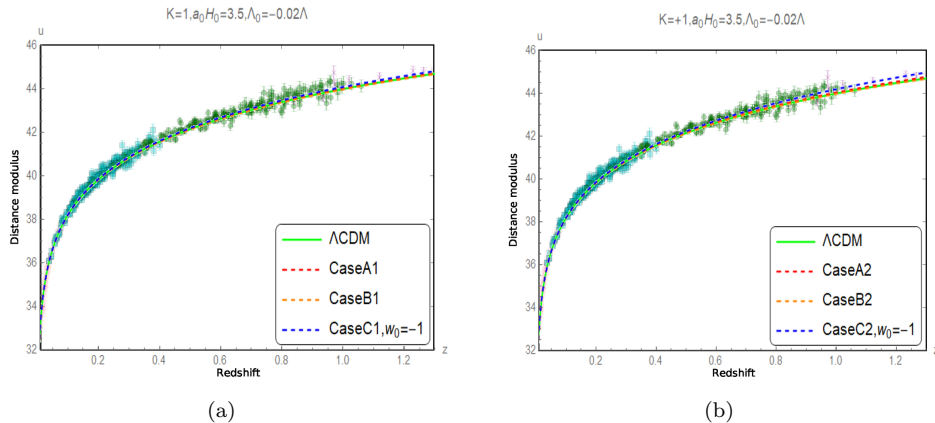 K=1,a₀H₀=3.5,Λ₀=−0.02Λ
u
46
44
42
40
38
36
34
32
Distance modulus
ΛCDM
CaseA1
CaseB1
CaseC1,w₀=−1
0.2 0.4 0.6 0.8 1.0 1.2 z
Redshift
(a)
K=+1,a₀H₀=3.5,Λ₀=−0.02Λ
u
46
44
42
40
38
36
34
32
Distance modulus
ΛCDM
CaseA2
CaseB2
CaseC2,w₀=−1
0.2 0.4 0.6 0.8 1.0 1.2 z
Redshift
(b)